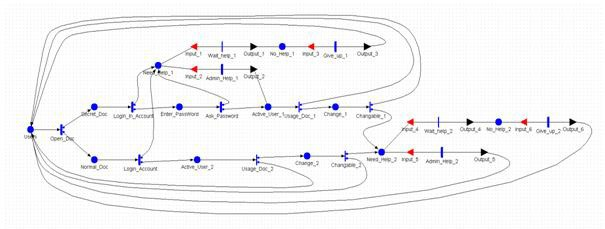 Input_1 Wait_help_1 Output_1 No_Help_1 Input_3 Give_up_1 Output_3
Need_Help_1 Input_2 Admin_Help_1 Output_2
Secret_Doc Login_In_Account Enter_PassWord Ask_Password Active_User_1 Usage_Doc_1 Change_1 Changable_1
Users Open_Doc
Input_4 Wait_help_2 Output_4 No_Help_2 Input_6 Give_up_2 Output_6
Normal_Doc Login_Account Active_User_2 Usage_Doc_2 Change_2 Changable_2 Need_Help_2 Input_5 Admin_Help_2 Output_5